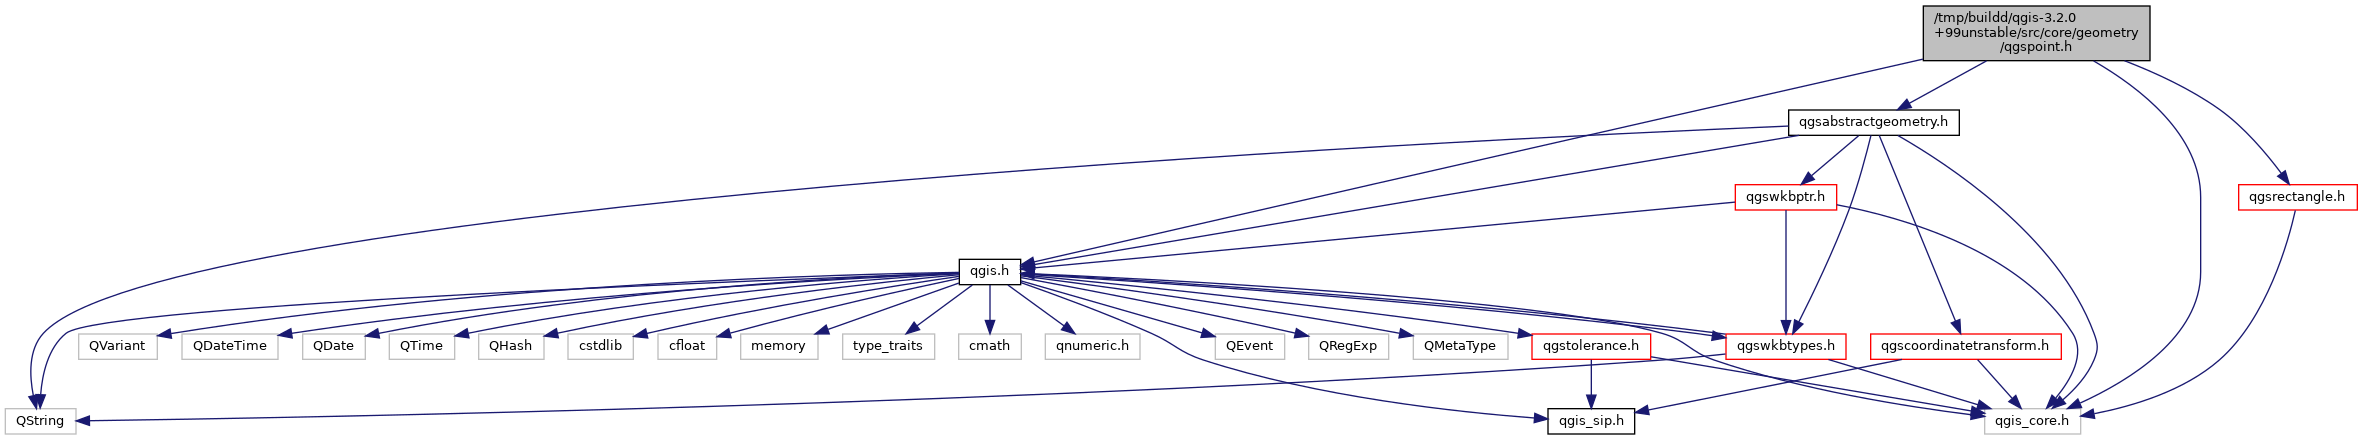 /tmp/buildd/qgis-3.2.0
+99unstable/src/core/geometry
/qgspoint.h
qgsabstractgeometry.h
qgswkbptr.h
qgsrectangle.h
qgis.h
QVariant
QDateTime
QDate
QTime
QHash
cstdlib
cfloat
memory
type_traits
cmath
qnumeric.h
QEvent
QRegExp
QMetaType
qgstolerance.h
qgswkbtypes.h
qgscoordinatetransform.h
QString
qgis_sip.h
qgis_core.h